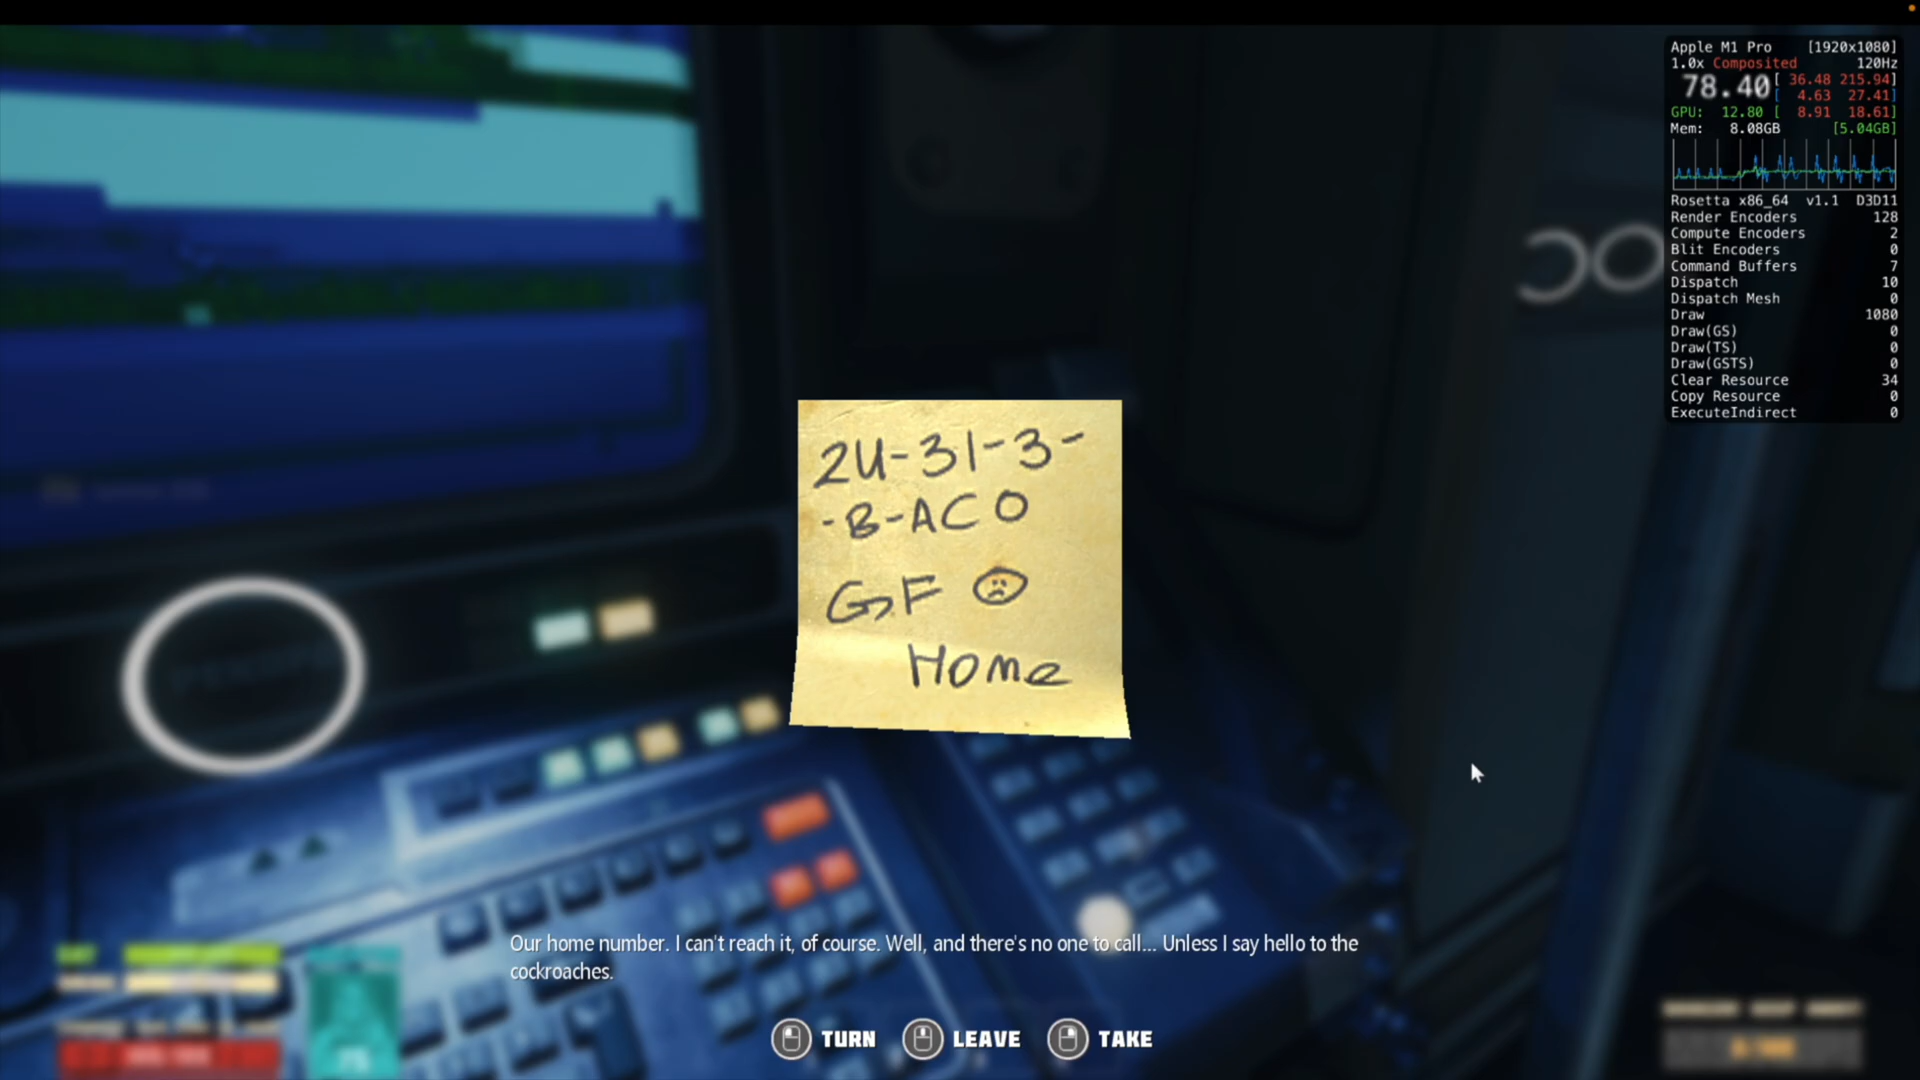 Apple M1 Pro [1920x1080]
1.0x Composited 120Hz
78.40 [ 36.48 215.94]
[ 4.63 27.41]
GPU: 12.80 [ 8.91 18.61]
Mem: 8.08GB [5.04GB]
Rosetta x86_64 v1.1 D3D11
Render Encoders 128
Compute Encoders 2
Blit Encoders 0
Command Buffers 7
Dispatch 10
Dispatch Mesh 0
Draw 1080
Draw(GS) 0
Draw(TS) 0
Draw(GSTS) 0
Clear Resource 34
Copy Resource 0
ExecuteIndirect 0
2U-31-3-
-B-ACO
GF
Home
Our home number. I can't reach it, of course. Well, and there's no one to call... Unless I say hello to the
cockroaches.
TURN LEAVE TAKE